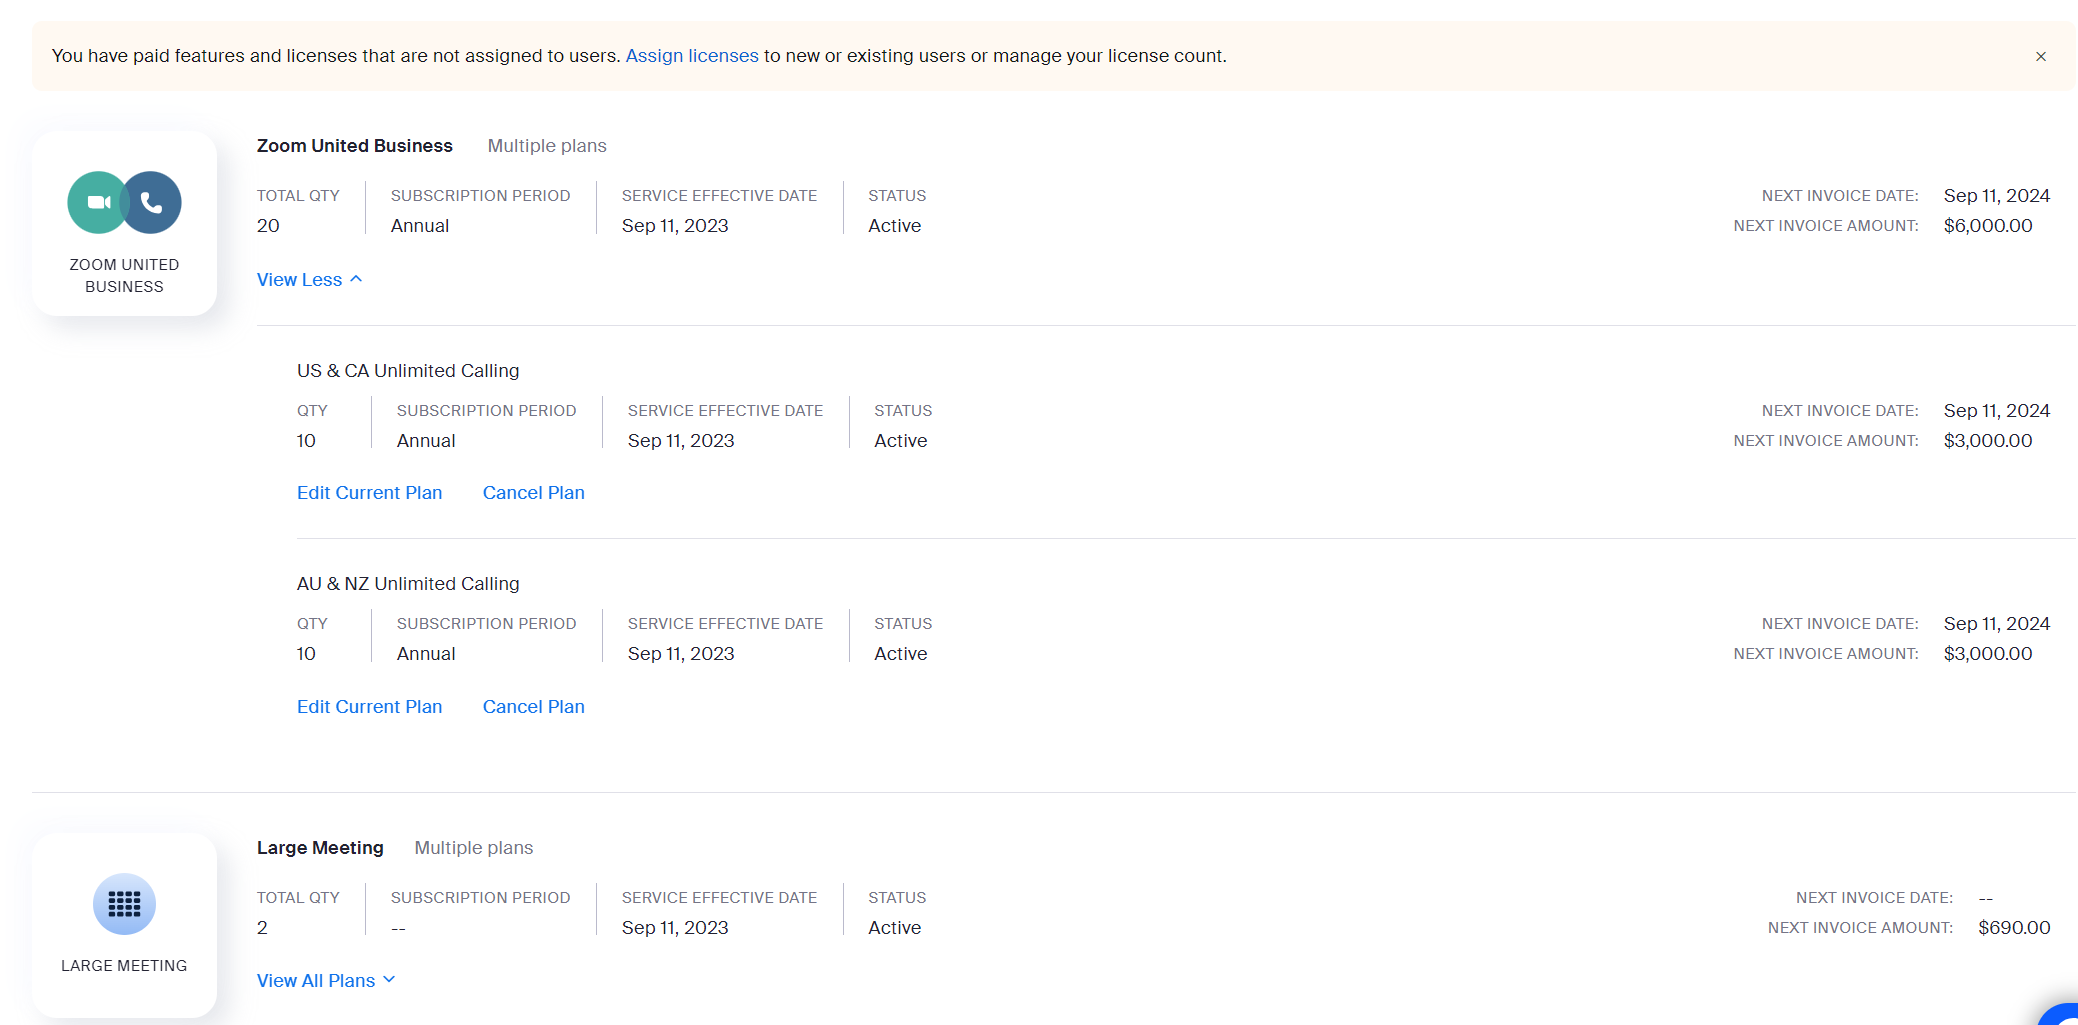 You have paid features and licenses that are not assigned to users. Assign licenses to new or existing users or manage your license count.
ZOOM UNITED
BUSINESS
Zoom United Business Multiple plans
TOTAL QTY SUBSCRIPTION PERIOD SERVICE EFFECTIVE DATE STATUS NEXT INVOICE DATE: Sep 11, 2024
20 Annual Sep 11, 2023 Active NEXT INVOICE AMOUNT: $6,000.00
View Less
US & CA Unlimited Calling
QTY SUBSCRIPTION PERIOD SERVICE EFFECTIVE DATE STATUS NEXT INVOICE DATE: Sep 11, 2024
10 Annual Sep 11, 2023 Active NEXT INVOICE AMOUNT: $3,000.00
Edit Current Plan Cancel Plan
AU & NZ Unlimited Calling
QTY SUBSCRIPTION PERIOD SERVICE EFFECTIVE DATE STATUS NEXT INVOICE DATE: Sep 11, 2024
10 Annual Sep 11, 2023 Active NEXT INVOICE AMOUNT: $3,000.00
Edit Current Plan Cancel Plan
LARGE MEETING
Large Meeting Multiple plans
TOTAL QTY SUBSCRIPTION PERIOD SERVICE EFFECTIVE DATE STATUS NEXT INVOICE DATE: --
2 -- Sep 11, 2023 Active NEXT INVOICE AMOUNT: $690.00
View All Plans